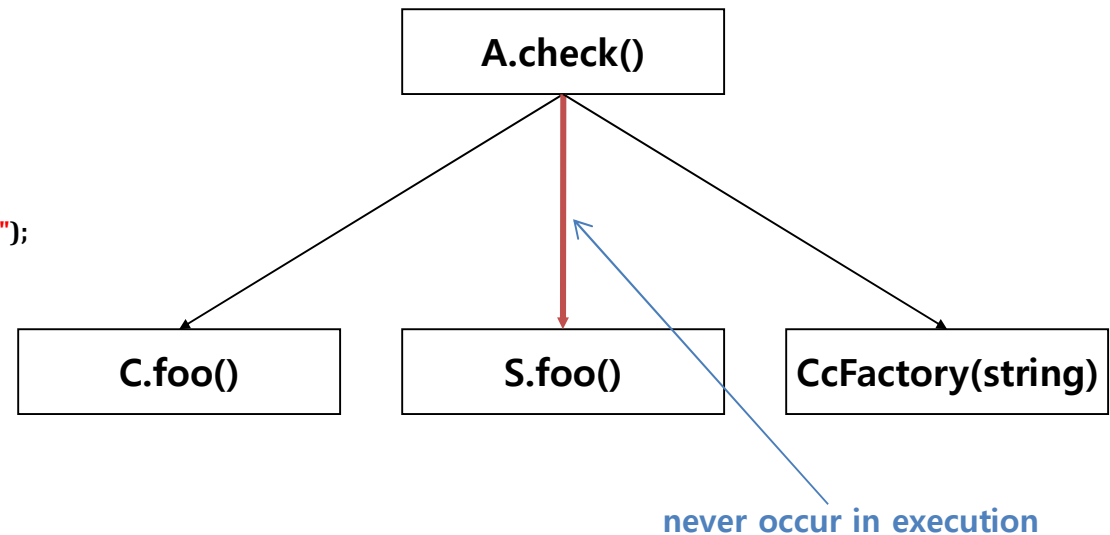 A.check()
");
C.foo()
S.foo()
CcFactory(string)
never occur in execution